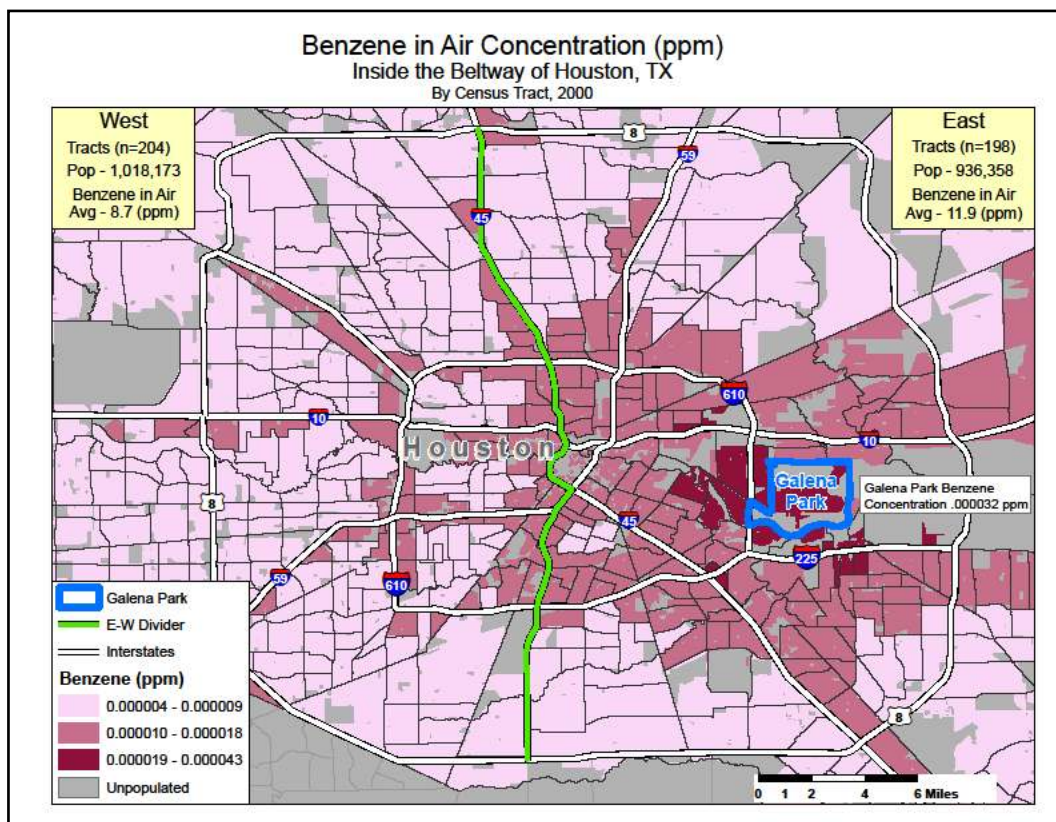 Benzene in Air Concentration (ppm)
Inside the Beltway of Houston, TX
By Census Tract, 2000
West
Tracts (n=204)
Pop - 1,018,173
Benzene in Air
Avg - 8.7 (ppm)
East
Tracts (n=198)
Pop - 936,358
Benzene in Air
Avg - 11.9 (ppm)
8
59
45
610
10
10
Houston
Galena
Park
Galena Park Benzene
Concentration .000032 ppm
8
45
225
59
610
8
Galena Park
E-W Divider
Interstates
Benzene (ppm)
0.000004 - 0.000009
0.000010 - 0.000018
0.000019 - 0.000043
Unpopulated
0 1 2 4 6 Miles